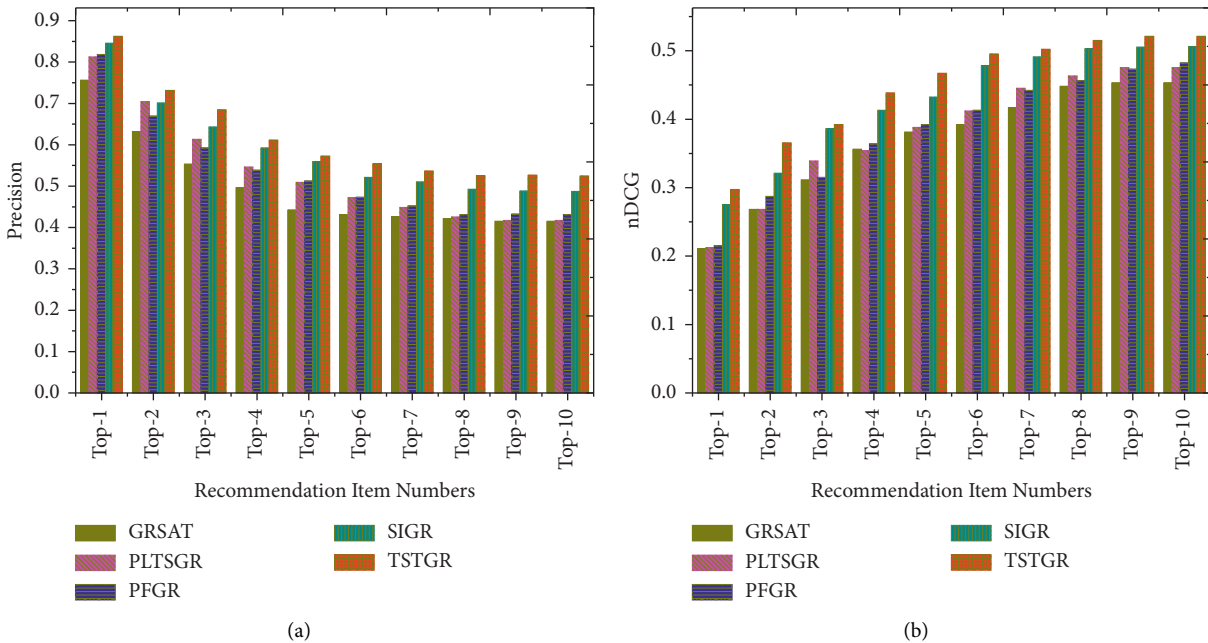 Precision
0.9
0.8
0.7
0.6
0.5
0.4
0.3
0.2
0.1
0.0
Top-1
Top-2
Top-3
Top-4
Top-5
Top-6
Top-7
Top-8
Top-9
Top-10
Recommendation Item Numbers
GRSAT
PLTSGR
PFGR
SIGR
TSTGR
(a)
nDCG
0.5
0.4
0.3
0.2
0.1
0.0
Top-1
Top-2
Top-3
Top-4
Top-5
Top-6
Top-7
Top-8
Top-9
Top-10
Recommendation Item Numbers
GRSAT
PLTSGR
PFGR
SIGR
TSTGR
(b)